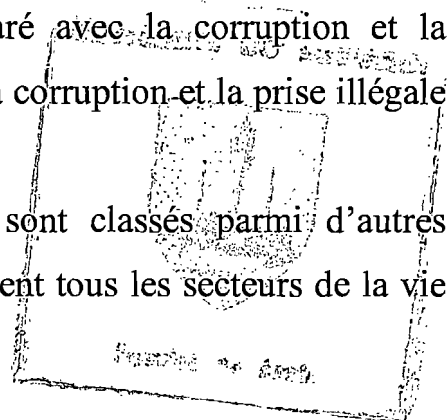 aré avec la corruption et la
a corruption et la prise illégale
sont classés parmi d'autres
ent tous les secteurs de la vie